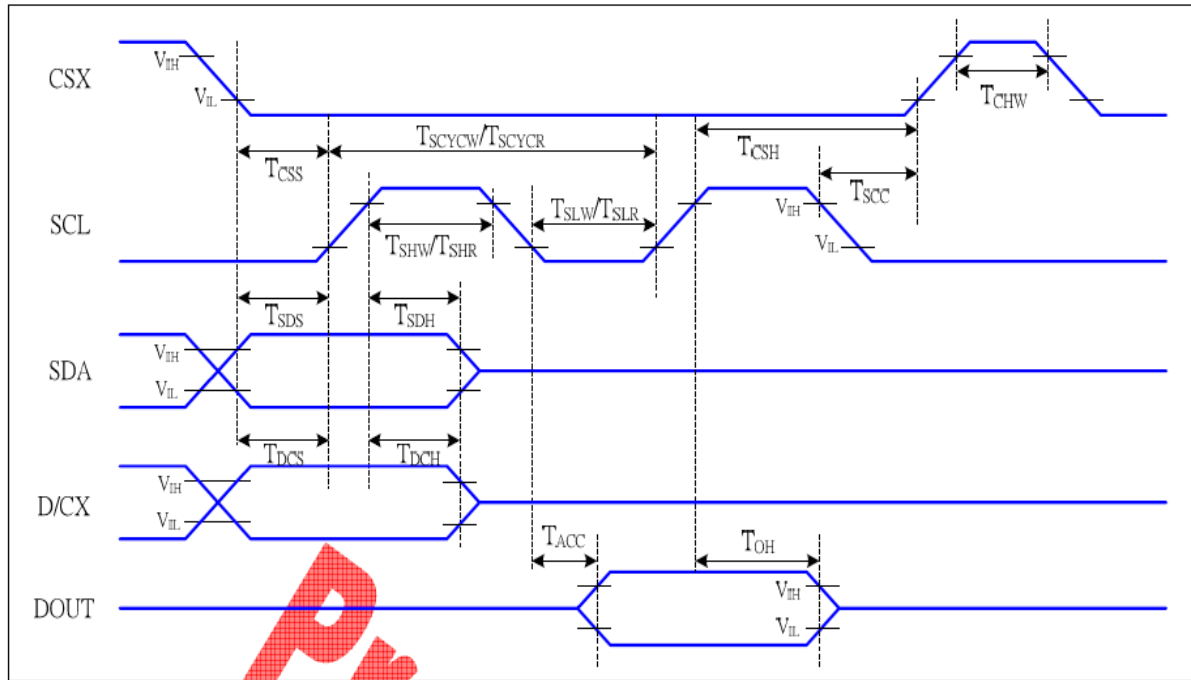 CSX
VIH
VIL
TCHW
TSCYCW/TSCYCR
TCSH
TCSS
TSCC
SCL
TSLW/TSLR
VIH
TSHW/TSHR
VIL
TSDS
TSDH
SDA
VIH
VIL
TDCS
TDCH
D/CX
VIH
VIL
TACC
TOH
DOUT
VIH
VIL
Pr